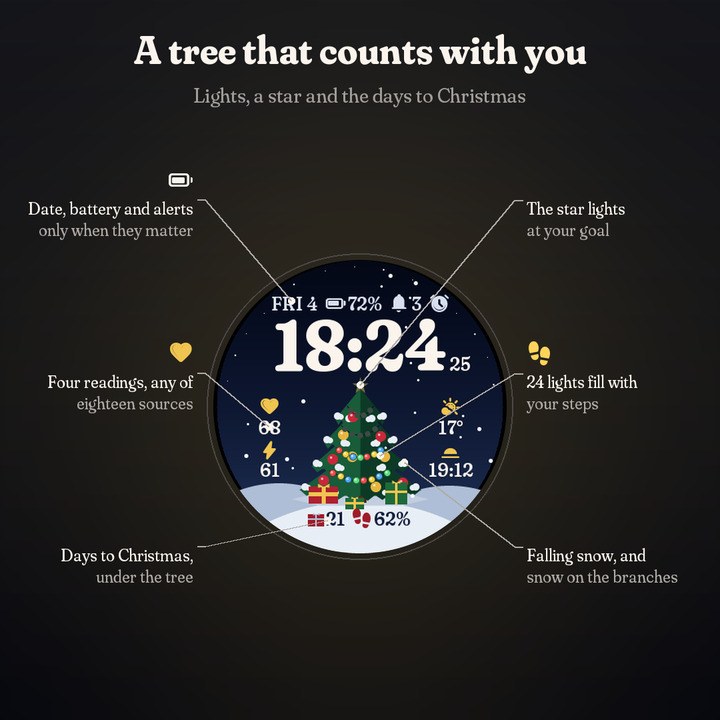 A tree that counts with you
Lights, a star and the days to Christmas
Date, battery and alerts
only when they matter
The star lights
at your goal
FRI 4 72% 3
18:24 25
Four readings, any of
eighteen sources
24 lights fill with
your steps
68 17°
61 19:12
21 62%
Days to Christmas,
under the tree
Falling snow, and
snow on the branches